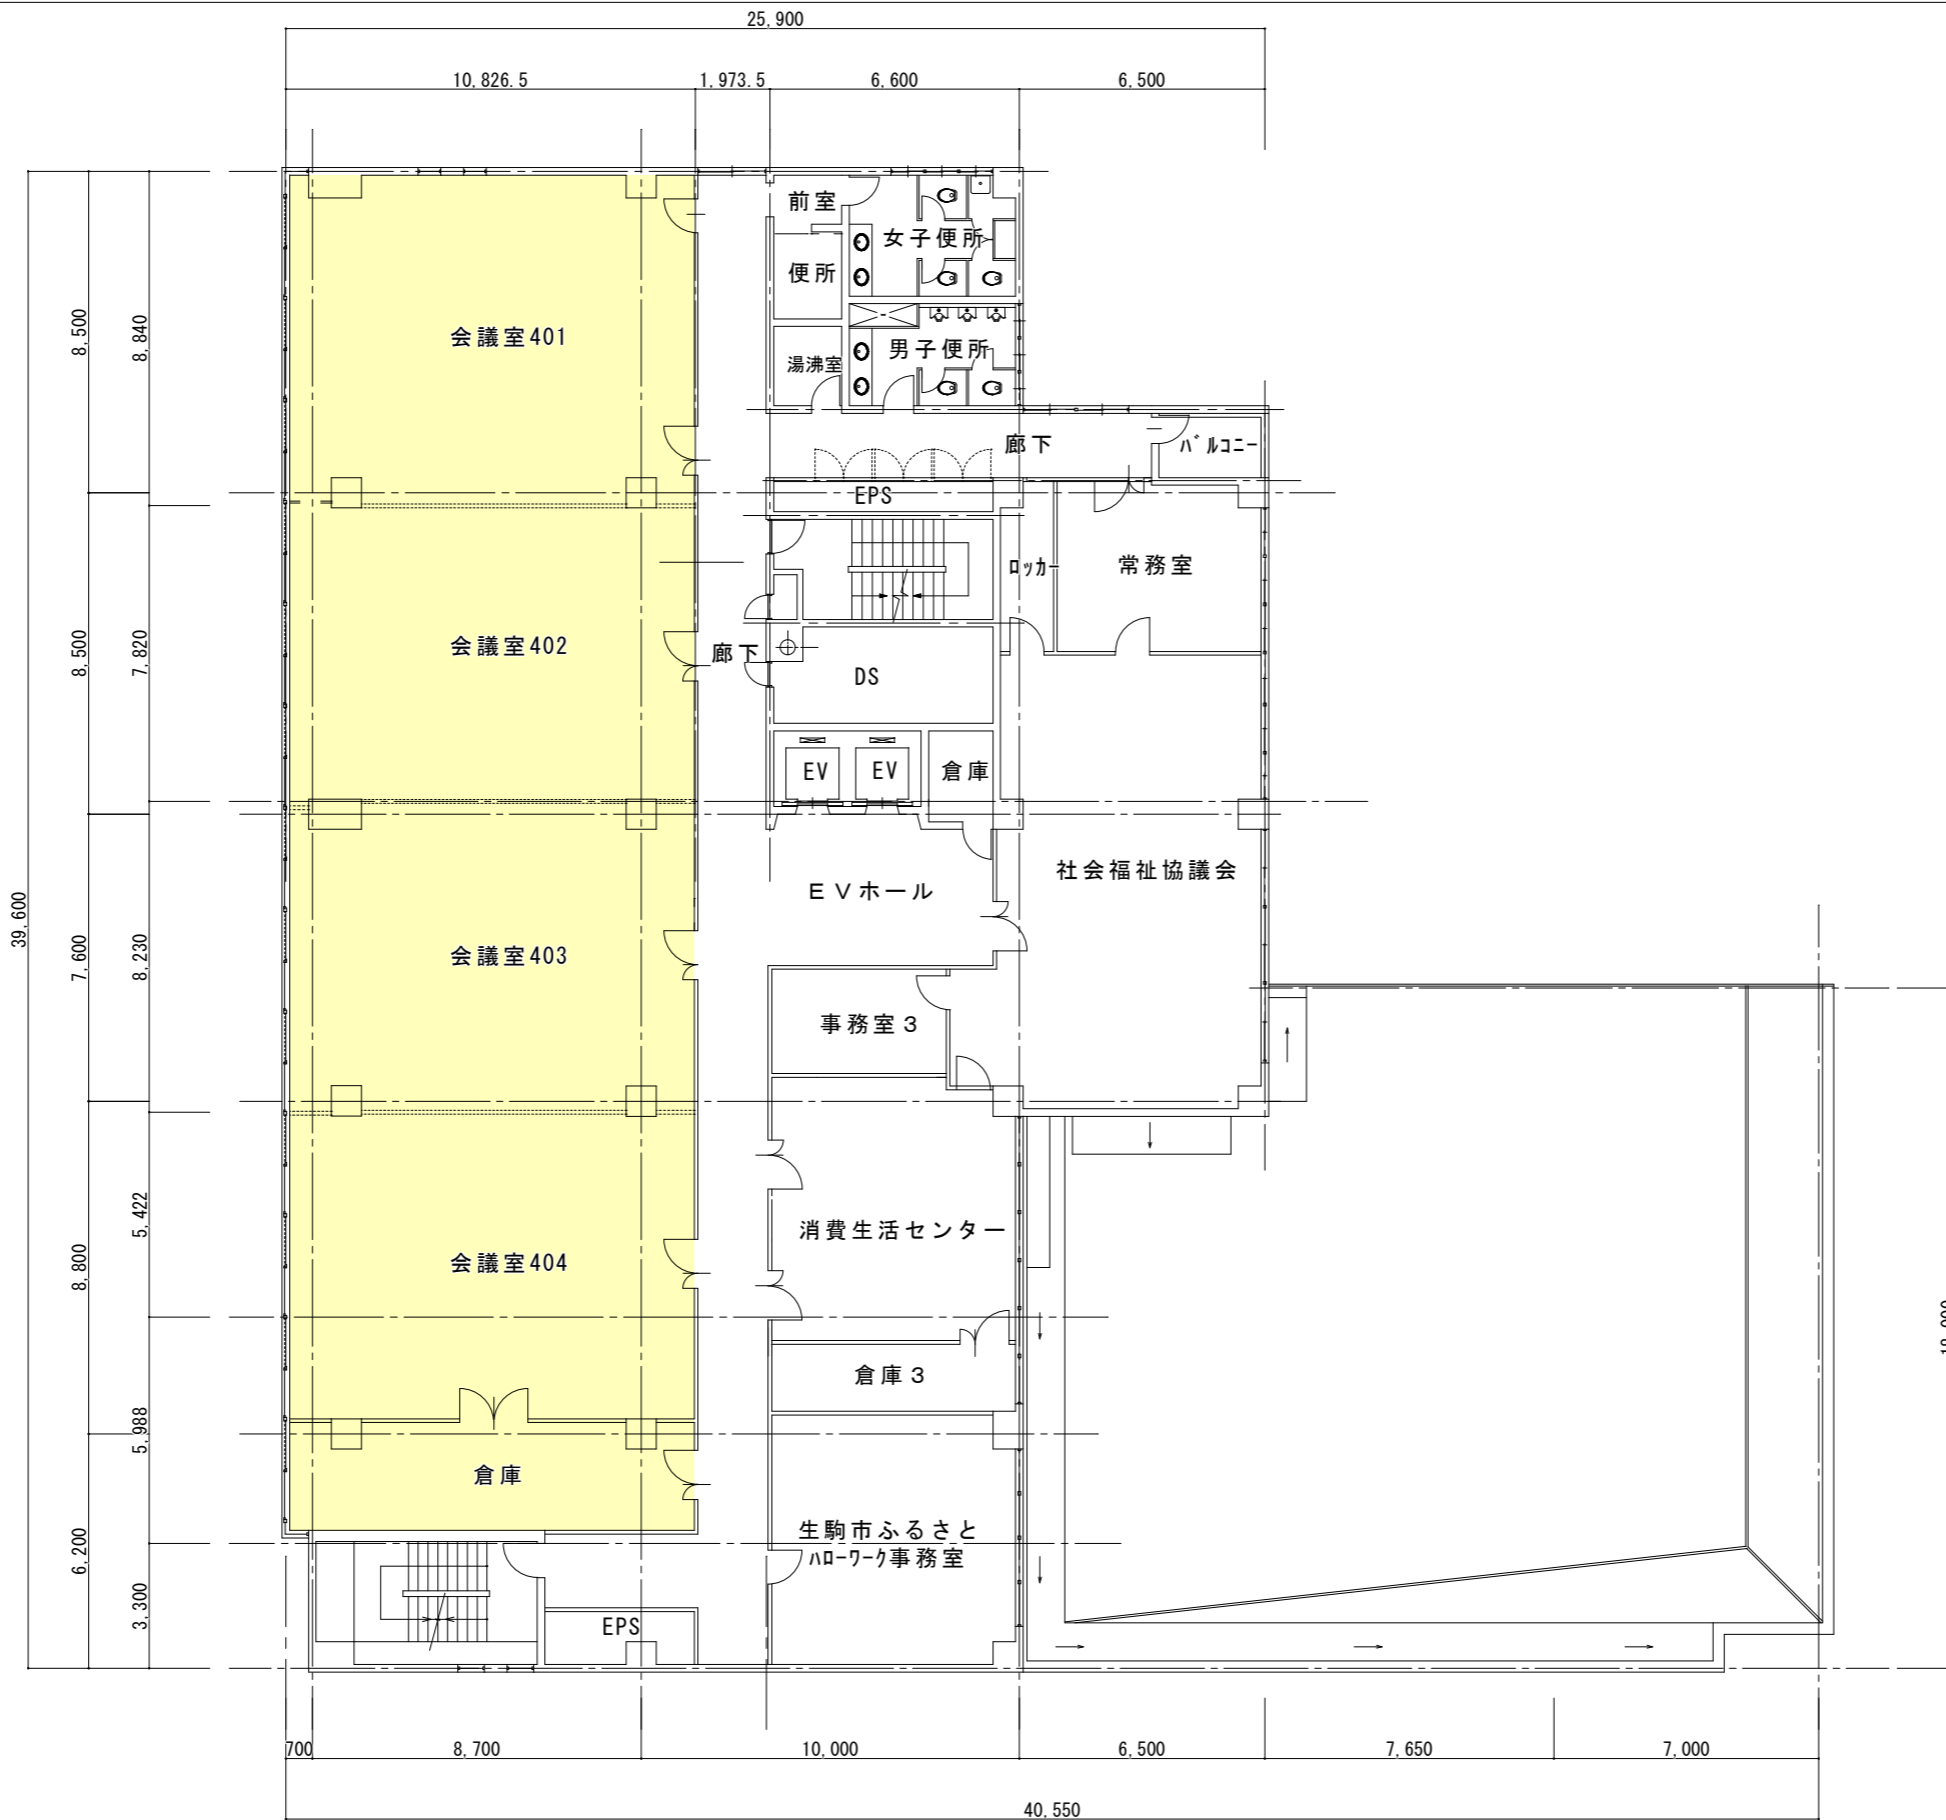 25,900
10,826.5
1,973.5
6,600
6,500
前室
女子便所
便所
8,500
8,840
会議室401
男子便所
湯沸室
廊下
バルコニー
EPS
ロッカー
常務室
8,500
7,820
会議室402
廊下
DS
EV
EV
倉庫
社会福祉協議会
EVホール
39,600
7,600
8,230
会議室403
事務室3
5,422
消費生活センター
8,800
会議室404
倉庫3
5,988
倉庫
生駒市ふるさと
ハローワーク事務室
6,200
3,300
EPS
700
8,700
10,000
6,500
7,650
7,000
40,550